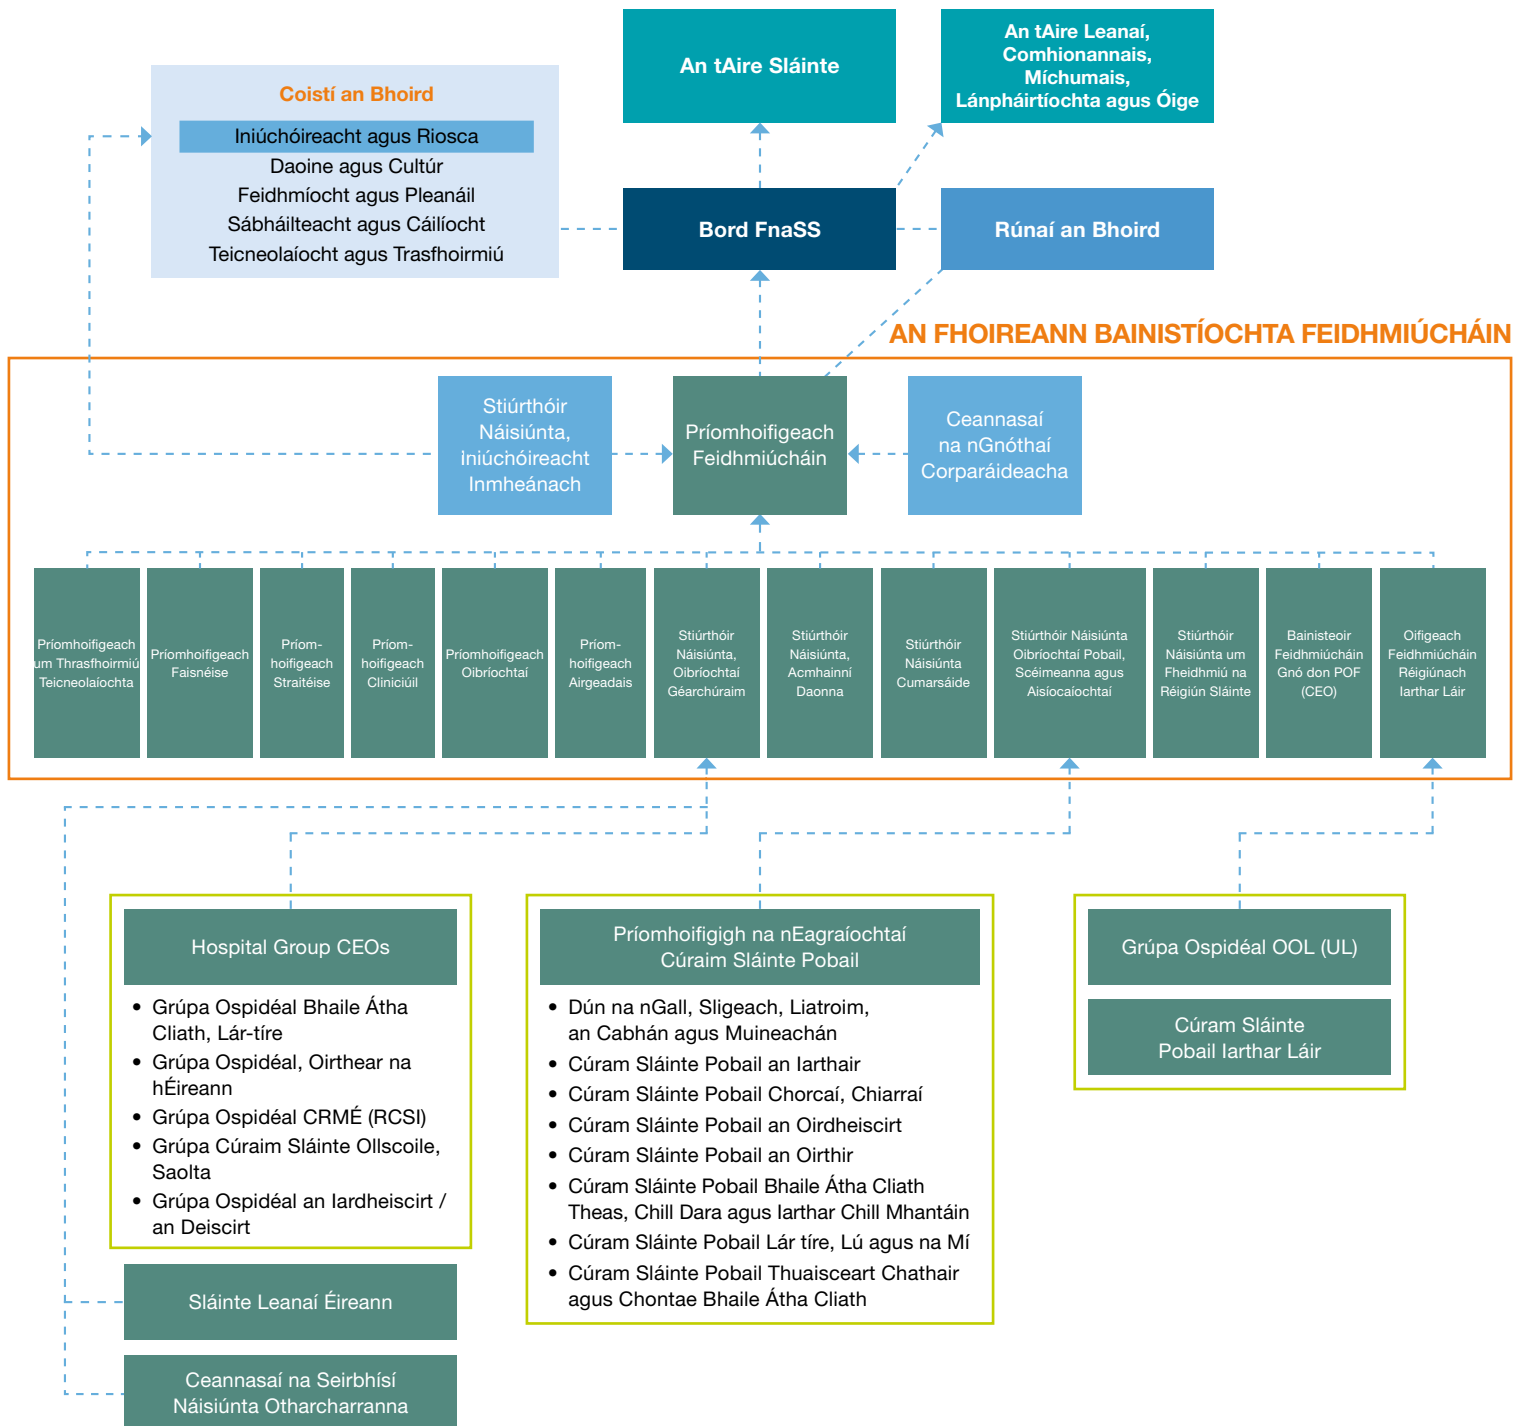 An tAire Sláinte
An tAire Leanaí,
Comhionannais,
Míchumais,
Lánpháirtíochta agus Óige
Coistí an Bhoird
Iniúchóireacht agus Riosca
Daoine agus Cultúr
Feidhmíocht agus Pleanáil
Sábháilteacht agus Cáilíocht
Teicneolaíocht agus Trasfhoirmiú
Bord FnaSS
Rúnaí an Bhoird
AN FHOIREANN BAINISTÍOCHTA FEIDHMIÚCHÁIN
Stiúrthóir
Náisiúnta,
Iniúchóireacht
Inmheánach
Príomhoifigeach
Feidhmiúcháin
Ceannasaí
na nGnóthaí
Corparáideacha
Príomhoifigeach
um Thrasfhoirmiú
Teicneolaíochta
Príomhoifigeach
Faisnéise
Príom-
hoifigeach
Straitéise
Príom-
hoifigeach
Cliniciúil
Príomhoifigeach
Oibríochtaí
Príom-
hoifigeach
Airgeadais
Stiúrthóir
Náisiúnta,
Oibríochtaí
Géarchúraim
Stiúrthóir
Náisiúnta,
Acmhainní
Daonna
Stiúrthóir
Náisiúnta
Cumarsáide
Stiúrthóir Náisiúnta
Oibríochtaí Pobail,
Scéimeanna agus
Aisíocaíochtaí
Stiúrthóir
Náisiúnta um
Fheidhmiú na
Réigiún Sláinte
Bainisteoir
Feidhmiúcháin
Gnó don POF
(CEO)
Oifigeach
Feidhmiúcháin
Réigiúnach
Iarthar Láir
Hospital Group CEOs
• Grúpa Ospidéal Bhaile Átha
Cliath, Lár-tíre
• Grúpa Ospidéal, Oirthear na
hÉireann
• Grúpa Ospidéal CRMÉ (RCSI)
• Grúpa Cúraim Sláinte Ollscoile,
Saolta
• Grúpa Ospidéal an Iardheiscirt /
an Deiscirt
Sláinte Leanaí Éireann
Ceannasaí na Seirbhísí
Náisiúnta Otharcharranna
Príomhoifigigh na nEagraíochtaí
Cúraim Sláinte Pobail
• Dún na nGall, Sligeach, Liatroim,
an Cabhán agus Muineachán
• Cúram Sláinte Pobail an Iarthair
• Cúram Sláinte Pobail Chorcaí, Chiarraí
• Cúram Sláinte Pobail an Oirdheiscirt
• Cúram Sláinte Pobail an Oirthir
• Cúram Sláinte Pobail Bhaile Átha Cliath
Theas, Chill Dara agus Iarthar Chill Mhantáin
• Cúram Sláinte Pobail Lár tíre, Lú agus na Mí
• Cúram Sláinte Pobail Thuaisceart Chathair
agus Chontae Bhaile Átha Cliath
Grúpa Ospidéal OOL (UL)
Cúram Sláinte
Pobail Iarthar Láir